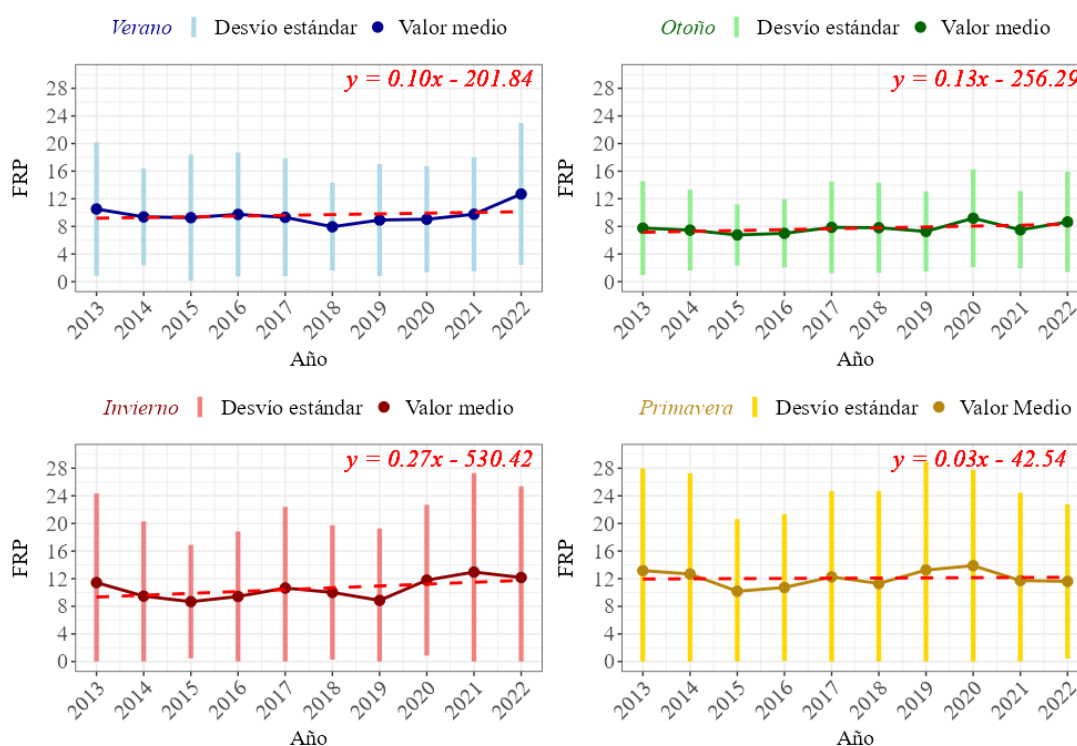 Verano Desvío estándar Valor medio
y = 0.10x - 201.84
FRP
28
24
20
16
12
8
4
0
2013 2014 2015 2016 2017 2018 2019 2020 2021 2022
Año
Otoño Desvío estándar Valor medio
y = 0.13x - 256.29
FRP
28
24
20
16
12
8
4
0
2013 2014 2015 2016 2017 2018 2019 2020 2021 2022
Año
Invierno Desvío estándar Valor medio
y = 0.27x - 530.42
FRP
28
24
20
16
12
8
4
0
2013 2014 2015 2016 2017 2018 2019 2020 2021 2022
Año
Primavera Desvío estándar Valor Medio
y = 0.03x - 42.54
FRP
28
24
20
16
12
8
4
0
2013 2014 2015 2016 2017 2018 2019 2020 2021 2022
Año